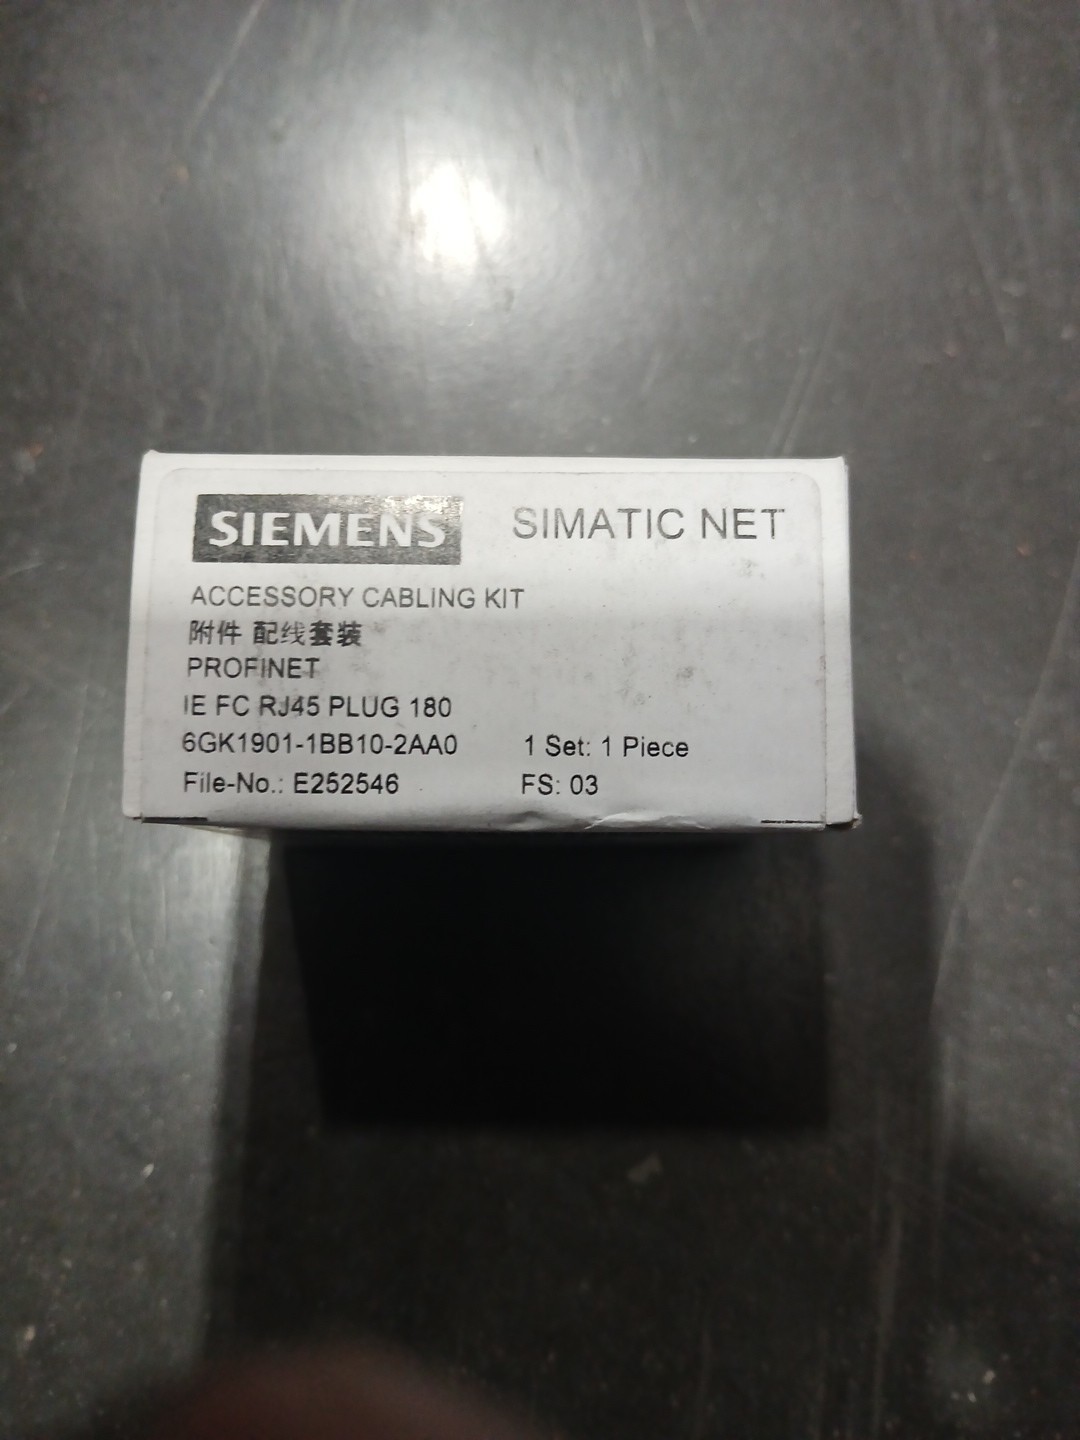 SIEMENS SIMATIC NET
ACCESSORY CABLING KIT
附件 配线套装
PROFINET
IE FC RJ45 PLUG 180
6GK1901-1BB10-2AA0 1 Set: 1 Piece
File-No.: E252546 FS: 03